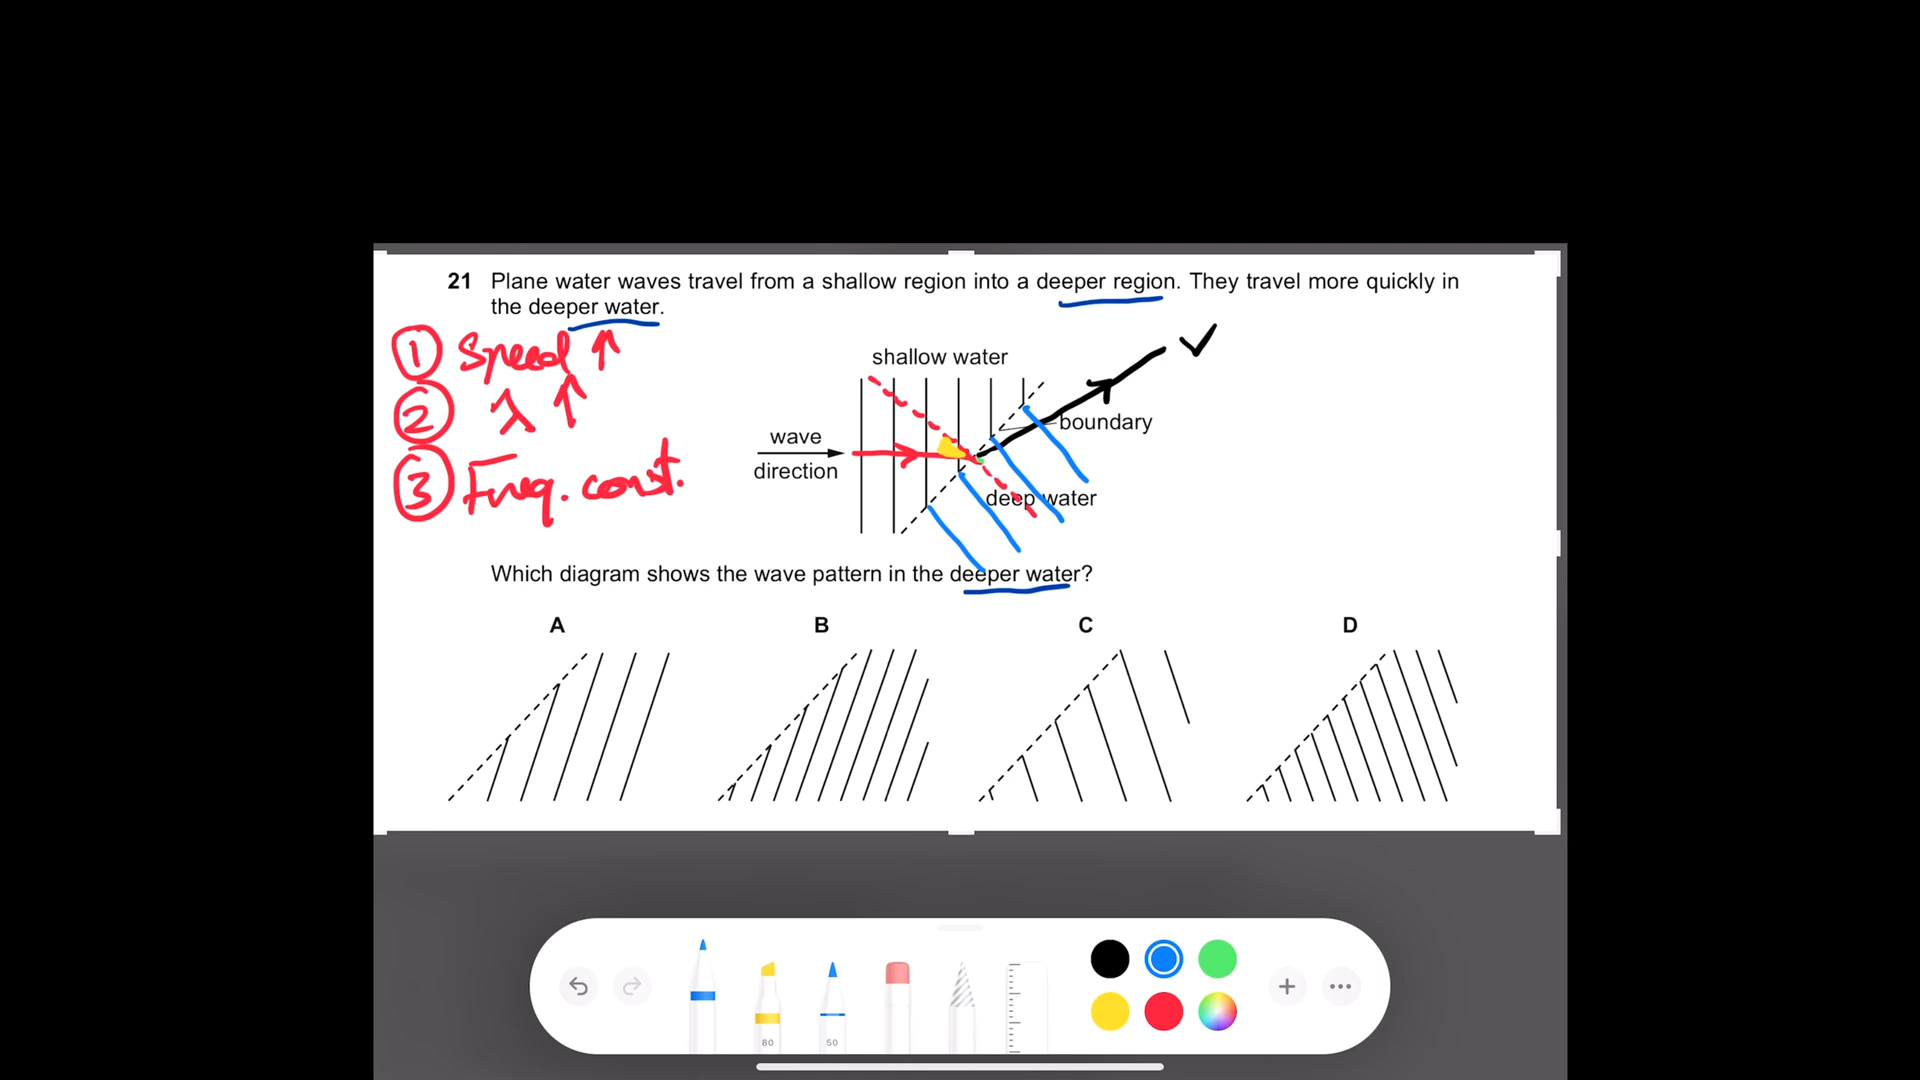 21 Plane water waves travel from a shallow region into a deeper region. They travel more quickly in
the deeper water.
① Speed ↑
② λ ↑
③ Freq. const.
shallow water
boundary
wave
direction
deep water
Which diagram shows the wave pattern in the deeper water?
A B C D
80 50